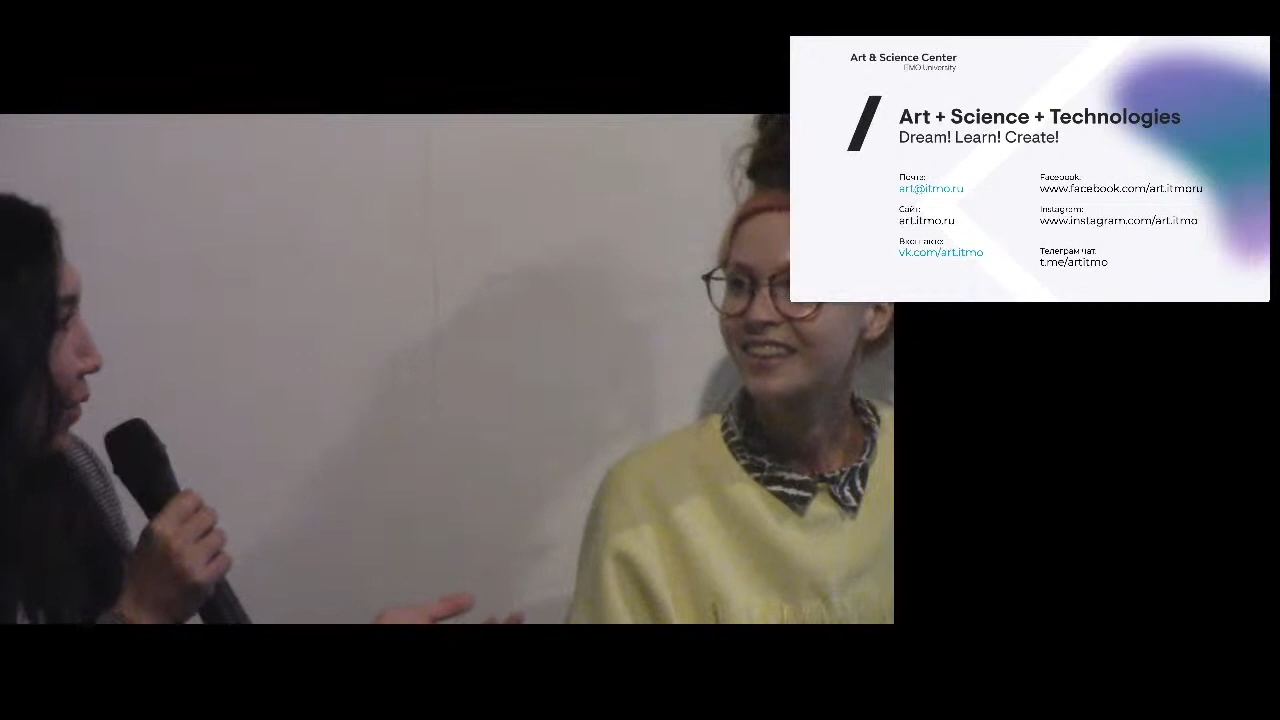 Art & Science Center
ITMO University
Art + Science + Technologies
Dream! Learn! Create!
Почта:
art@itmo.ru
Сайт:
art.itmo.ru
Вконтакте:
vk.com/art.itmo
Facebook:
www.facebook.com/art.itmoru
Instagram:
www.instagram.com/art.itmo
Телеграм чат:
t.me/artitmo